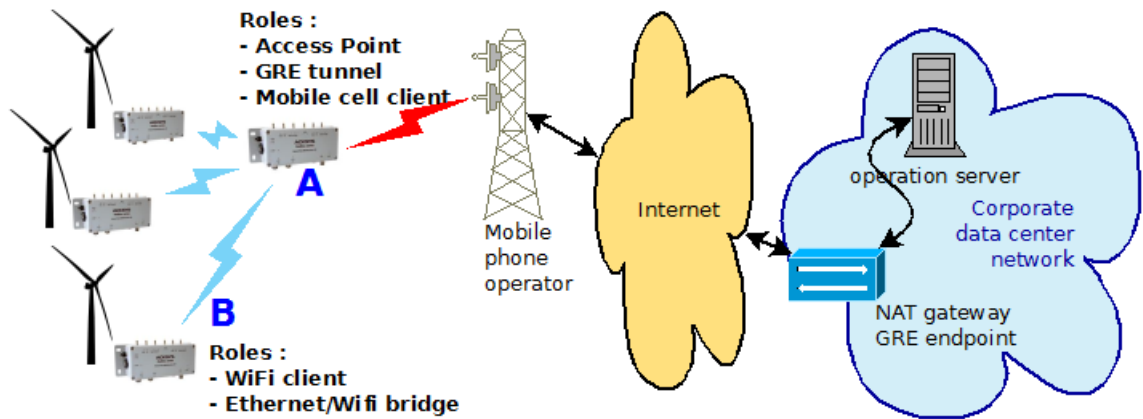 Roles :
- Access Point
- GRE tunnel
- Mobile cell client
A
B
Roles :
- WiFi client
- Ethernet/Wifi bridge
Mobile
phone
operator
Internet
operation server
Corporate
data center
network
NAT gateway
GRE endpoint